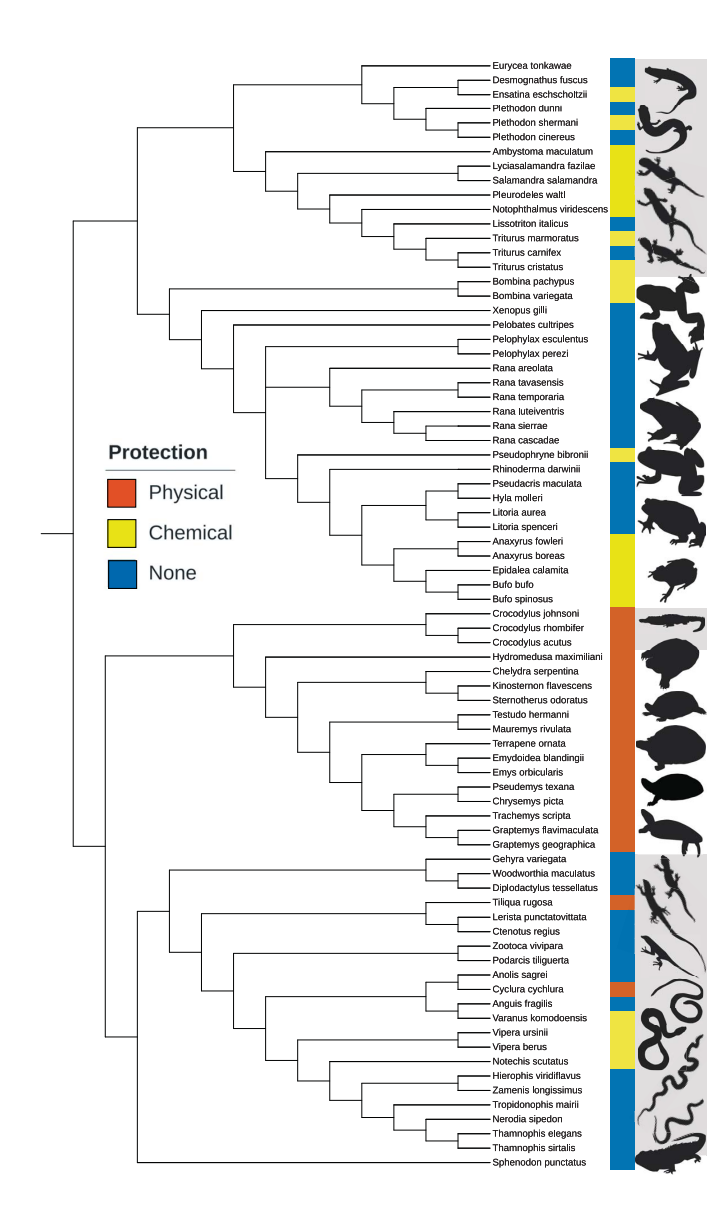 Eurycea tonkawae
Desmognathus fuscus
Ensatina eschscholtzii
Plethodon dunni
Plethodon shermani
Plethodon cinereus
Ambystoma maculatum
Lyciasalamandra fazilae
Salamandra salamandra
Pleurodeles waltl
Notophthalmus viridescens
Lissotriton italicus
Triturus marmoratus
Triturus carnifex
Triturus cristatus
Bombina pachypus
Bombina variegata
Xenopus gilli
Pelobates cultripes
Pelophylax esculentus
Pelophylax perezi
Rana areolata
Rana tavasensis
Rana temporaria
Rana luteiventris
Rana sierrae
Rana cascadae
Pseudophryne bibronii
Rhinoderma darwinii
Pseudacris maculata
Hyla molleri
Litoria aurea
Litoria spenceri
Anaxyrus fowleri
Anaxyrus boreas
Epidalea calamita
Bufo bufo
Bufo spinosus
Crocodylus johnsoni
Crocodylus rhombifer
Crocodylus acutus
Hydromedusa maximiliani
Chelydra serpentina
Kinosternon flavescens
Sternotherus odoratus
Testudo hermanni
Mauremys rivulata
Terrapene ornata
Emydoidea blandingii
Emys orbicularis
Pseudemys texana
Chrysemys picta
Trachemys scripta
Graptemys flavimaculata
Graptemys geographica
Gehyra variegata
Woodworthia maculatus
Diplodactylus tessellatus
Tiliqua rugosa
Lerista punctatovittata
Ctenotus regius
Zootoca vivipara
Podarcis tiliguerta
Anolis sagrei
Cyclura cychlura
Anguis fragilis
Varanus komodoensis
Vipera ursinii
Vipera berus
Notechis scutatus
Hierophis viridiflavus
Zamenis longissimus
Tropidonophis mairii
Nerodia sipedon
Thamnophis elegans
Thamnophis sirtalis
Sphenodon punctatus
Protection
Physical
Chemical
None